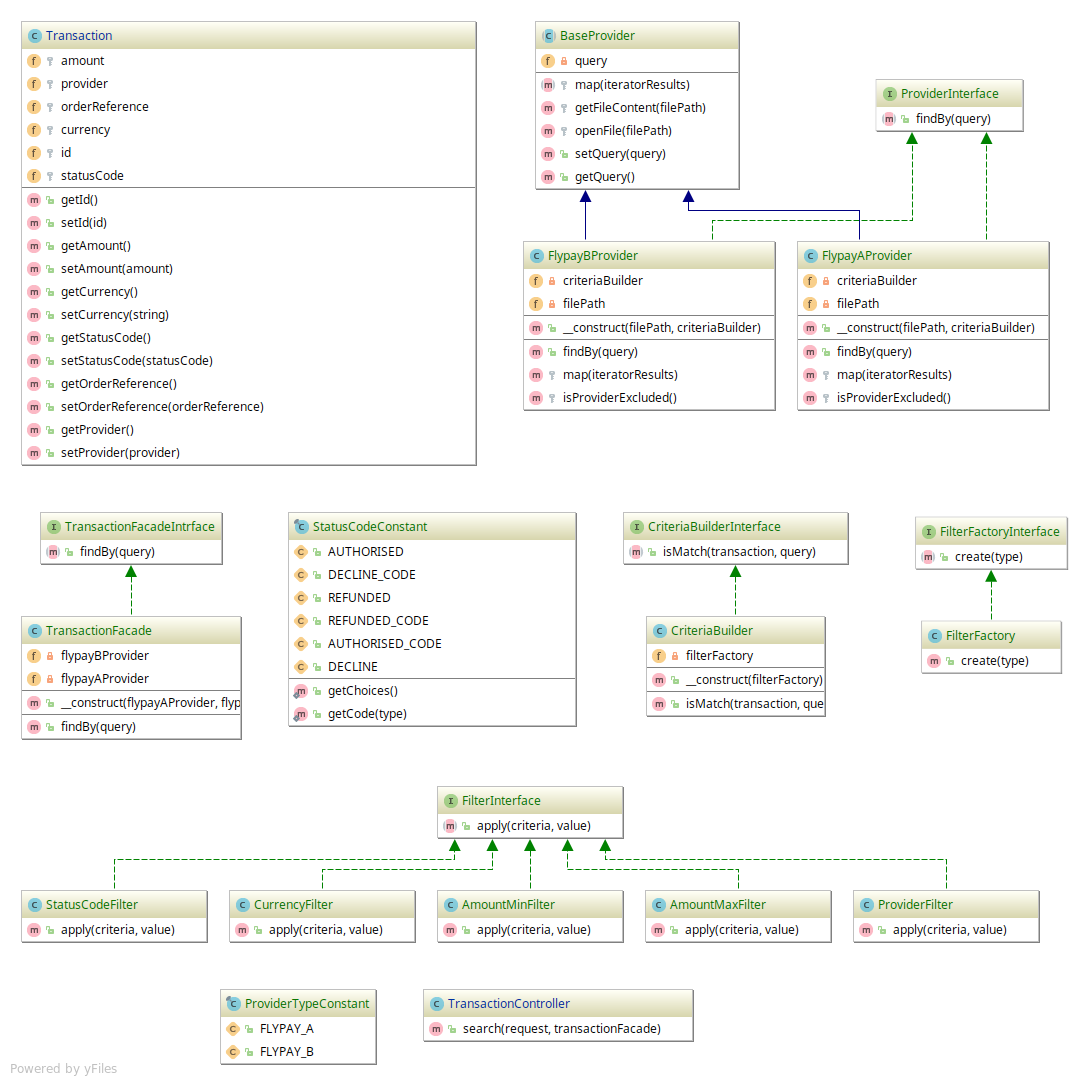 Transaction
amount
provider
orderReference
currency
id
statusCode
getId()
setId(id)
getAmount()
setAmount(amount)
getCurrency()
setCurrency(string)
getStatusCode()
setStatusCode(statusCode)
getOrderReference()
setOrderReference(orderReference)
getProvider()
setProvider(provider)
BaseProvider
query
map(iteratorResults)
getFileContent(filePath)
openFile(filePath)
setQuery(query)
getQuery()
ProviderInterface
findBy(query)
FlypayBProvider
criteriaBuilder
filePath
__construct(filePath, criteriaBuilder)
findBy(query)
map(iteratorResults)
isProviderExcluded()
FlypayAProvider
criteriaBuilder
filePath
__construct(filePath, criteriaBuilder)
findBy(query)
map(iteratorResults)
isProviderExcluded()
TransactionFacadeIntrface
findBy(query)
TransactionFacade
flypayBProvider
flypayAProvider
__construct(flypayAProvider, flyp
findBy(query)
StatusCodeConstant
AUTHORISED
DECLINE_CODE
REFUNDED
REFUNDED_CODE
AUTHORISED_CODE
DECLINE
getChoices()
getCode(type)
CriteriaBuilderInterface
isMatch(transaction, query)
CriteriaBuilder
filterFactory
__construct(filterFactory)
isMatch(transaction, que
FilterFactoryInterface
create(type)
FilterFactory
create(type)
FilterInterface
apply(criteria, value)
StatusCodeFilter
apply(criteria, value)
CurrencyFilter
apply(criteria, value)
AmountMinFilter
apply(criteria, value)
AmountMaxFilter
apply(criteria, value)
ProviderFilter
apply(criteria, value)
ProviderTypeConstant
FLYPAY_A
FLYPAY_B
TransactionController
search(request, transactionFacade)
Powered by yFiles